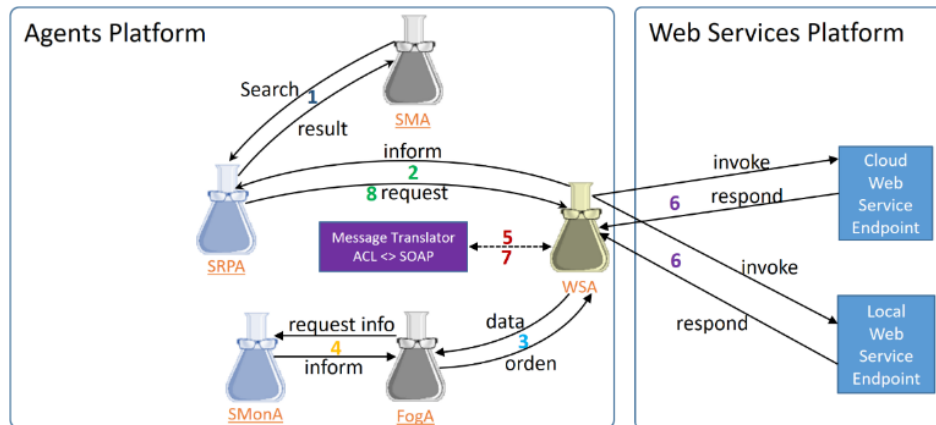 Agents Platform
Web Services Platform
Search
1
result
SMA
inform
2
8 request
SRPA
Message Translator
ACL <> SOAP
5
7
WSA
invoke
6
respond
Cloud
Web
Service
Endpoint
6
invoke
respond
Local
Web
Service
Endpoint
request info
4
inform
data
3
orden
SMonA
FogA